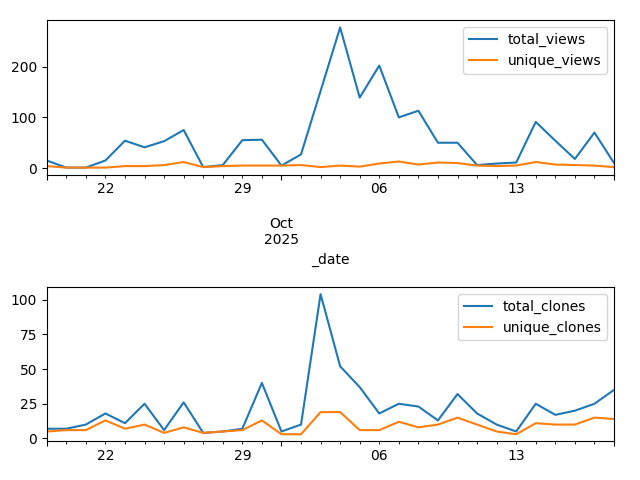 total_views
unique_views
200
100
0
22
29
06
13
Oct
2025
_date
total_clones
unique_clones
100
75
50
25
0
22
29
06
13